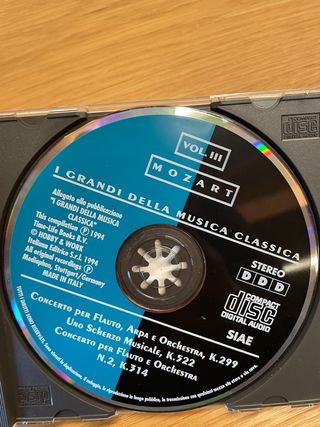 VOL. III
MOZART
I GRANDI DELLA MUSICA CLASSICA
Allegato alla pubblicazione
"I GRANDI DELLA MUSICA
CLASSICA"
This compilation Ⓟ 1994
Time-Life Books B.V.
© HOBBY & WORK
Italiana Editrice S.r.l. 1994
All original recordings Ⓟ
Mediaphon, Stuttgart/Germany
MADE IN ITALY
STEREO
DDD
COMPACT
disc
DIGITAL AUDIO
SIAE
CONCERTO PER FLAUTO, ARPA E ORCHESTRA, K.299
UNO SCHERZO MUSICALE, K.522
CONCERTO PER FLAUTO E ORCHESTRA
N.2, K.314
COMPACT
disc